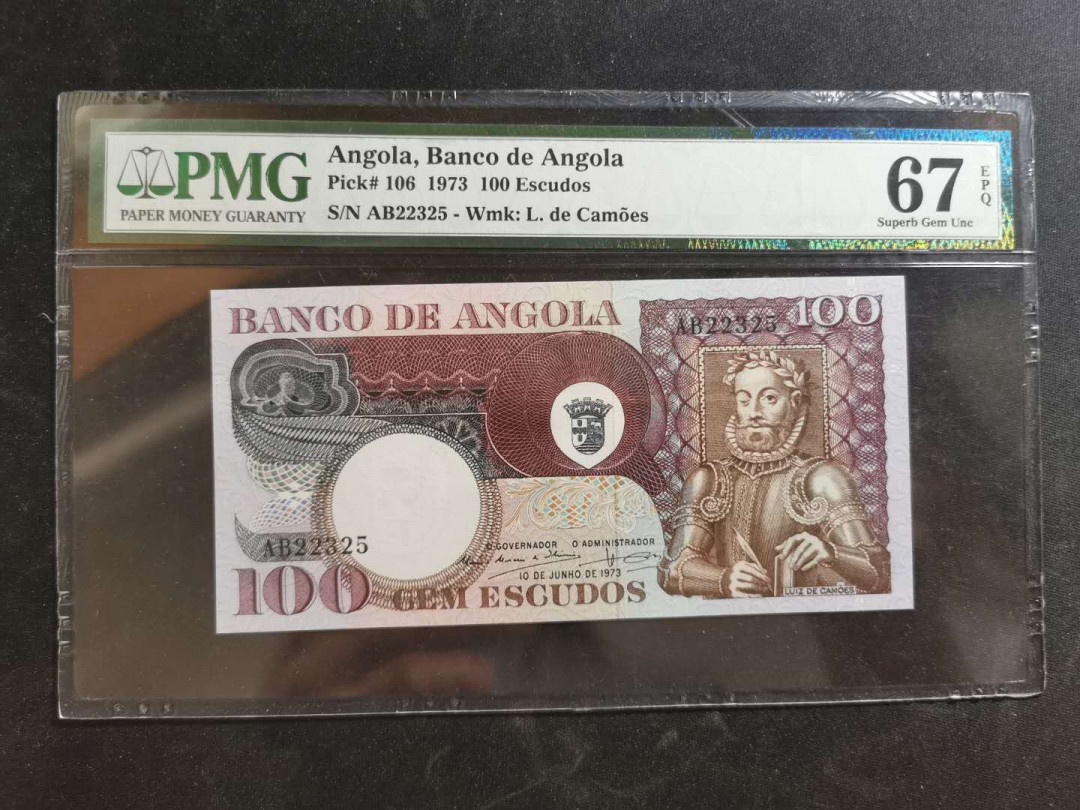 PMG
PAPER MONEY GUARANTY
Angola, Banco de Angola
Pick# 106 1973 100 Escudos
S/N AB22325 - Wmk: L. de Camões
67
EPQ
Superb Gem Unc
BANCO DE ANGOLA
AB22325
100
AB22325
O GOVERNADOR O ADMINISTRADOR
10 DE JUNHO DE 1973
100 CEM ESCUDOS
LUIZ DE CAMÕES